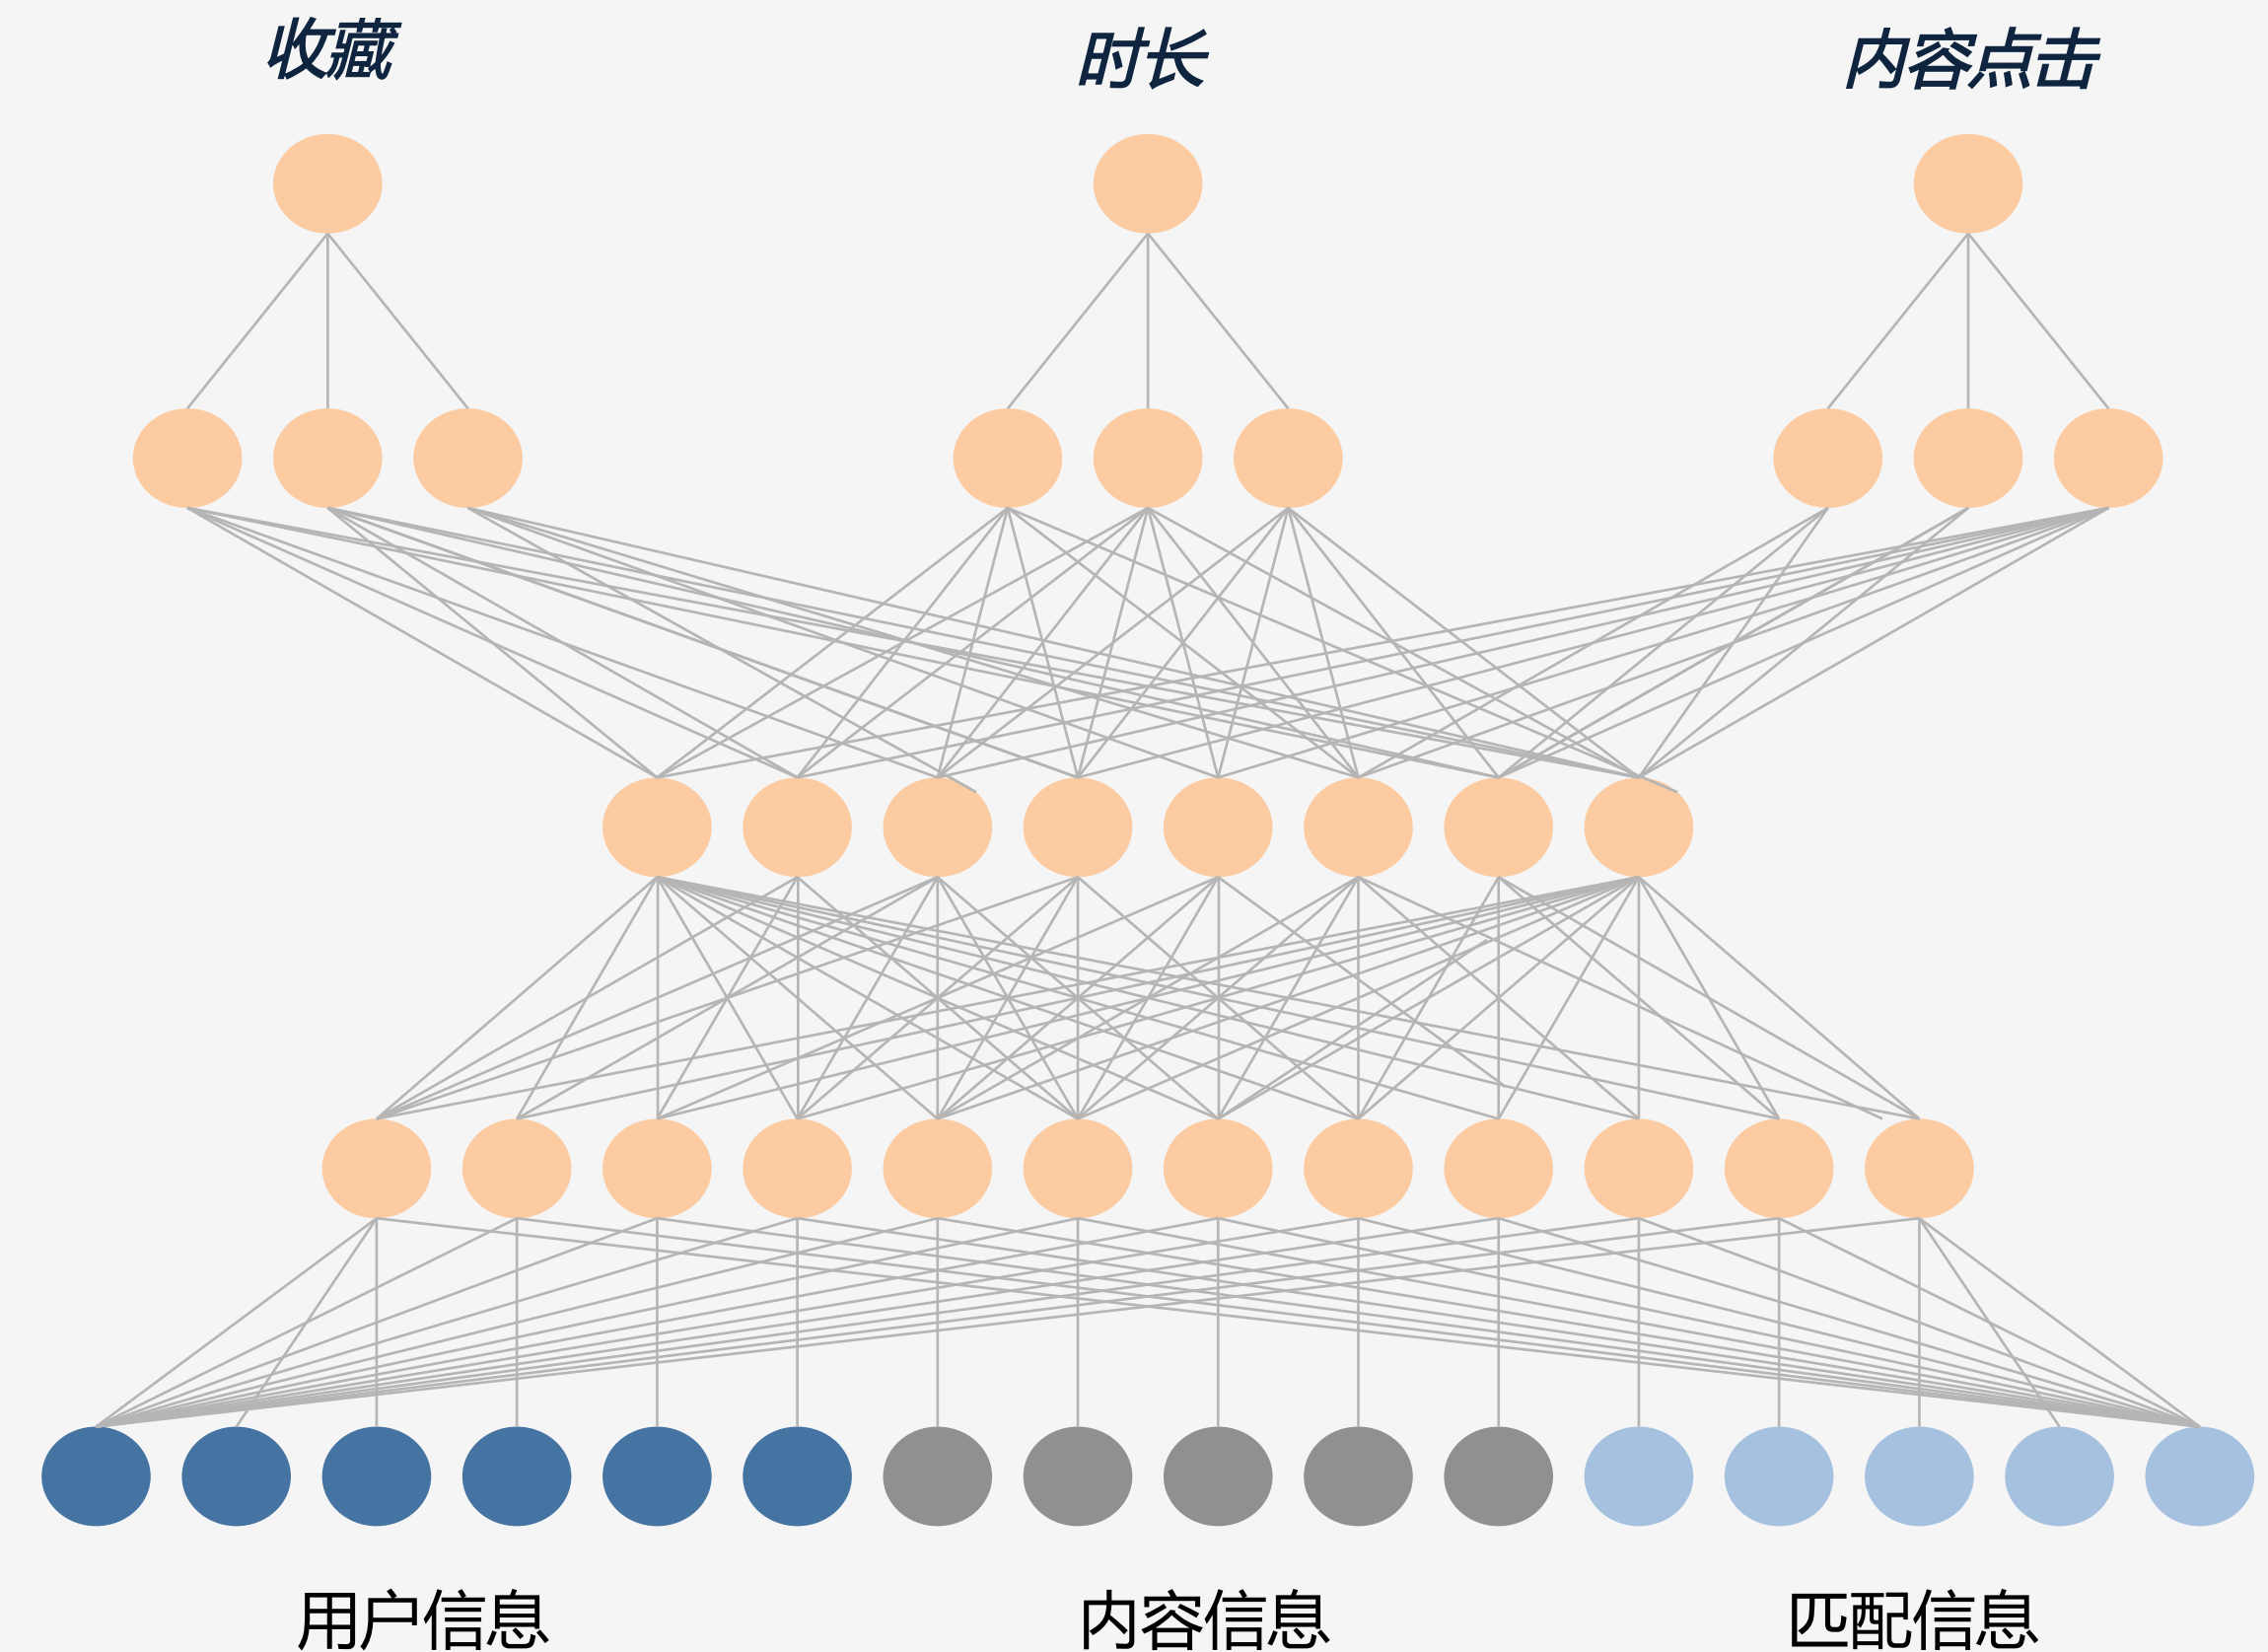 收藏
时长
内容点击
用户信息
内容信息
匹配信息